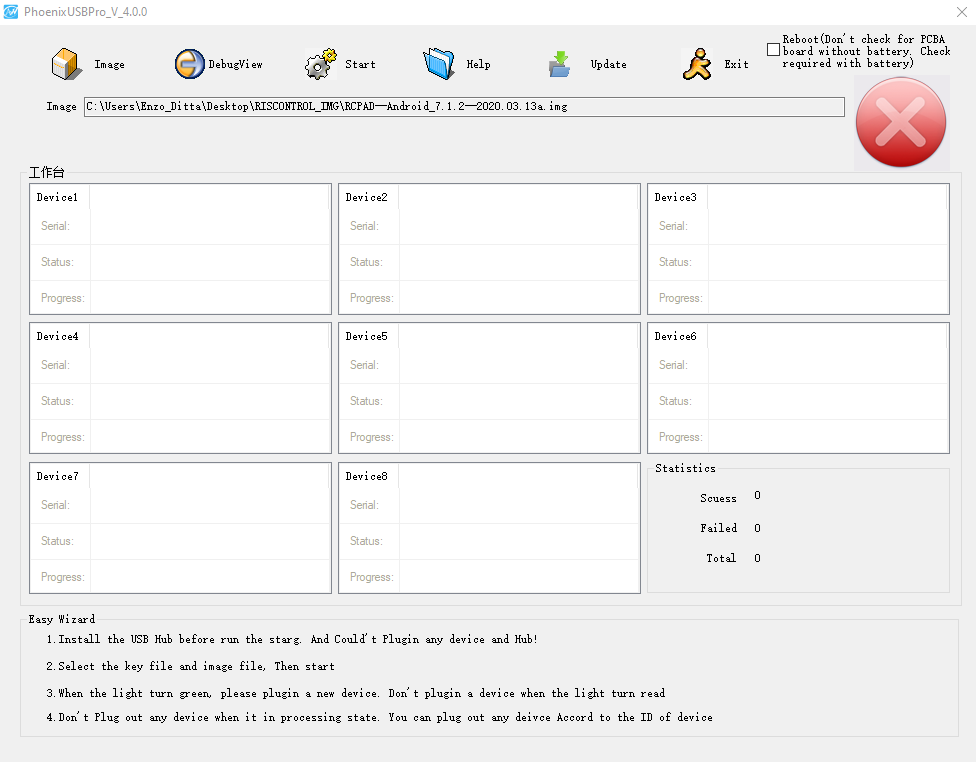 PhoenixUSBPro_V_4.0.0
Image
DebugView
Start
Help
Update
Exit
Reboot(Don't check for PCBA
board without battery. Check
required with battery)
Image C:\Users\Enzo_Ditta\Desktop\RISCONTROL_IMG\RCPAD--Android_7.1.2--2020.03.13a.img
工作台
Device1
Serial:
Status:
Progress:
Device2
Serial:
Status:
Progress:
Device3
Serial:
Status:
Progress:
Device4
Serial:
Status:
Progress:
Device5
Serial:
Status:
Progress:
Device6
Serial:
Status:
Progress:
Device7
Serial:
Status:
Progress:
Device8
Serial:
Status:
Progress:
Statistics
Scuess 0
Failed 0
Total 0
Easy Wizard
1.Install the USB Hub before run the starg. And Could't Plugin any device and Hub!
2.Select the key file and image file, Then start
3.When the light turn green, please plugin a new device. Don't plugin a device when the light turn read
4.Don't Plug out any device when it in processing state. You can plug out any deivce Accord to the ID of device